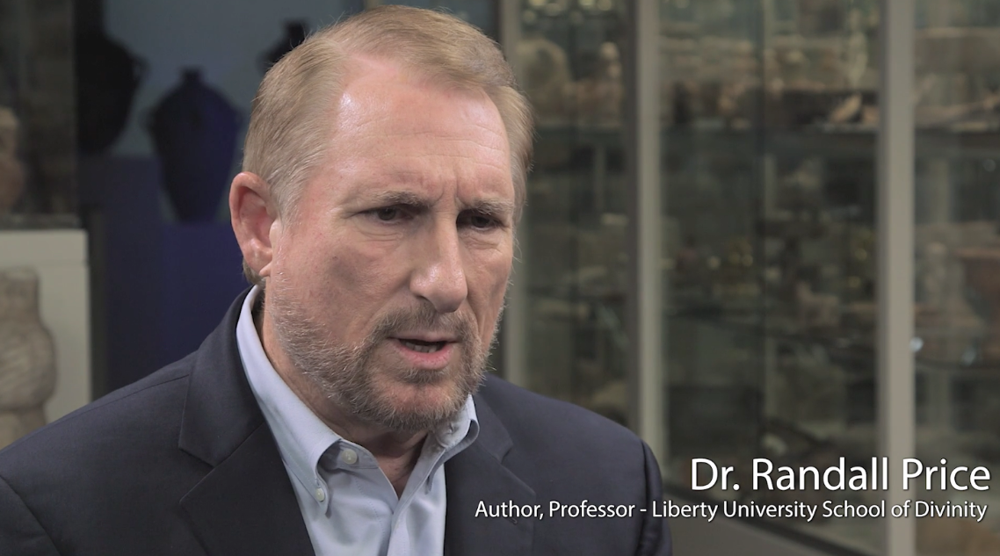 Dr. Randall Price
Author, Professor - Liberty University School of Divinity